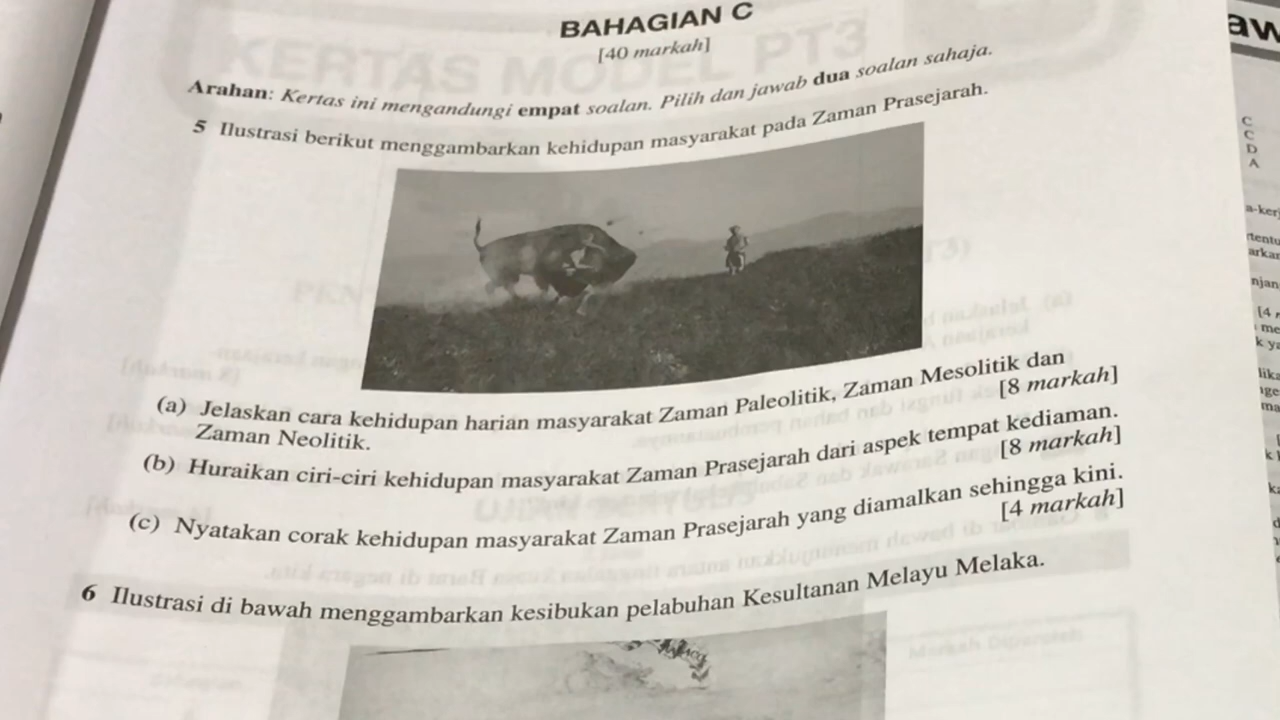 BAHAGIAN C
[40 markah]
Arahan: Kertas ini mengandungi empat soalan. Pilih dan jawab dua soalan sahaja.
5 Ilustrasi berikut menggambarkan kehidupan masyarakat pada Zaman Prasejarah.
(a) Jelaskan cara kehidupan harian masyarakat Zaman Paleolitik, Zaman Mesolitik dan
Zaman Neolitik.
[8 markah]
(b) Huraikan ciri-ciri kehidupan masyarakat Zaman Prasejarah dari aspek tempat kediaman.
[8 markah]
(c) Nyatakan corak kehidupan masyarakat Zaman Prasejarah yang diamalkan sehingga kini.
[4 markah]
6 Ilustrasi di bawah menggambarkan kesibukan pelabuhan Kesultanan Melayu Melaka.
KERTAS MODEL PT3
C
C
D
A